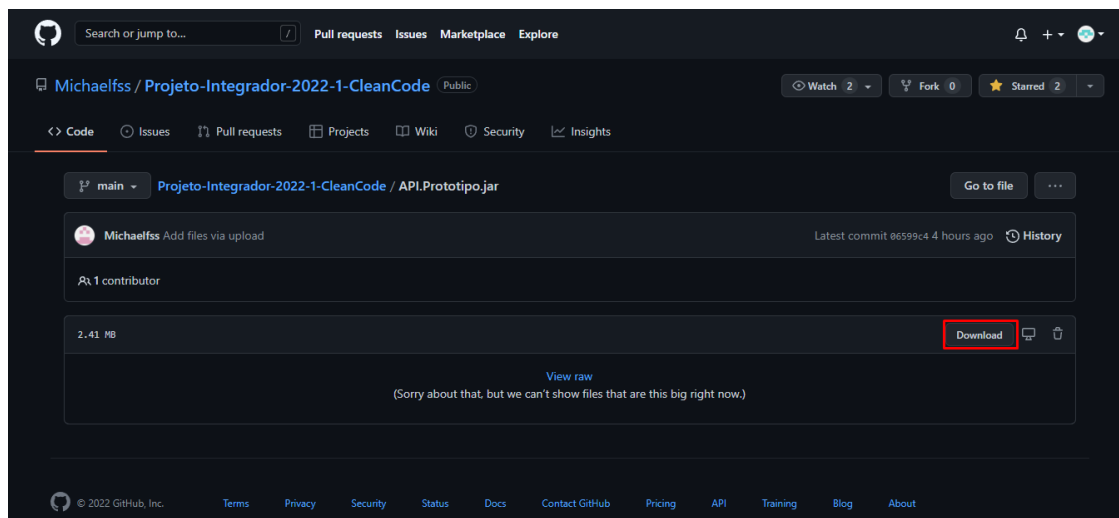 Search or jump to... / Pull requests Issues Marketplace Explore
Michaelfss / Projeto-Integrador-2022-1-CleanCode Public Watch 2 Fork 0 Starred 2
Code Issues Pull requests Projects Wiki Security Insights
main Projeto-Integrador-2022-1-CleanCode / API.Prototipo.jar Go to file ...
Michaelfss Add files via upload Latest commit 06599c4 4 hours ago History
1 contributor
2.41 MB Download
View raw
(Sorry about that, but we can't show files that are this big right now.)
© 2022 GitHub, Inc. Terms Privacy Security Status Docs Contact GitHub Pricing API Training Blog About